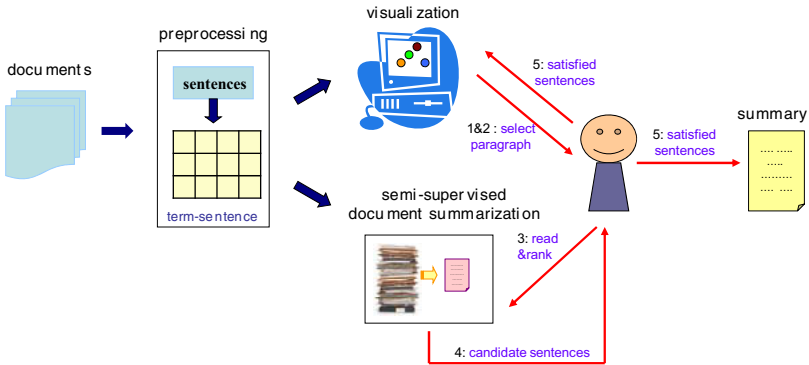 documents
preprocessing
sentences
term-sentence
visualization
semi-supervised
document summarization
1&2 : select
paragraph
5: satisfied
sentences
3: read
&rank
4: candidate sentences
5: satisfied
sentences
summary